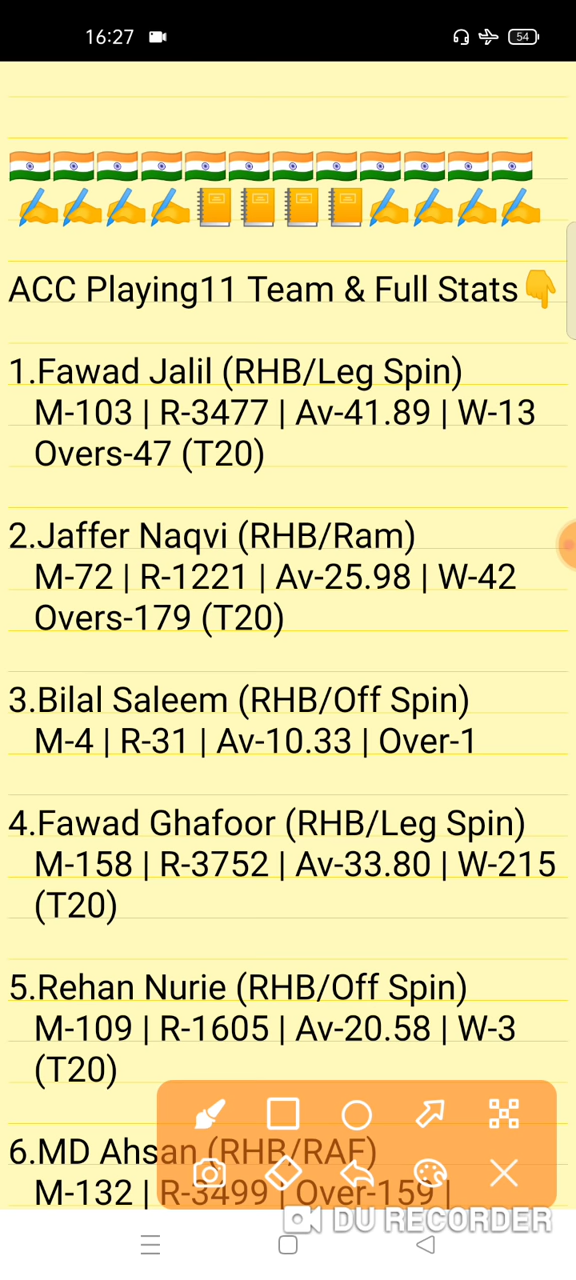 16:27
54
ACC Playing11 Team & Full Stats
1.Fawad Jalil (RHB/Leg Spin)
M-103 | R-3477 | Av-41.89 | W-13
Overs-47 (T20)
2.Jaffer Naqvi (RHB/Ram)
M-72 | R-1221 | Av-25.98 | W-42
Overs-179 (T20)
3.Bilal Saleem (RHB/Off Spin)
M-4 | R-31 | Av-10.33 | Over-1
4.Fawad Ghafoor (RHB/Leg Spin)
M-158 | R-3752 | Av-33.80 | W-215
(T20)
5.Rehan Nurie (RHB/Off Spin)
M-109 | R-1605 | Av-20.58 | W-3
(T20)
6.MD Ahsan (RHB/RAF)
M-132 | R-3499 | Over-159 |
DU RECORDER